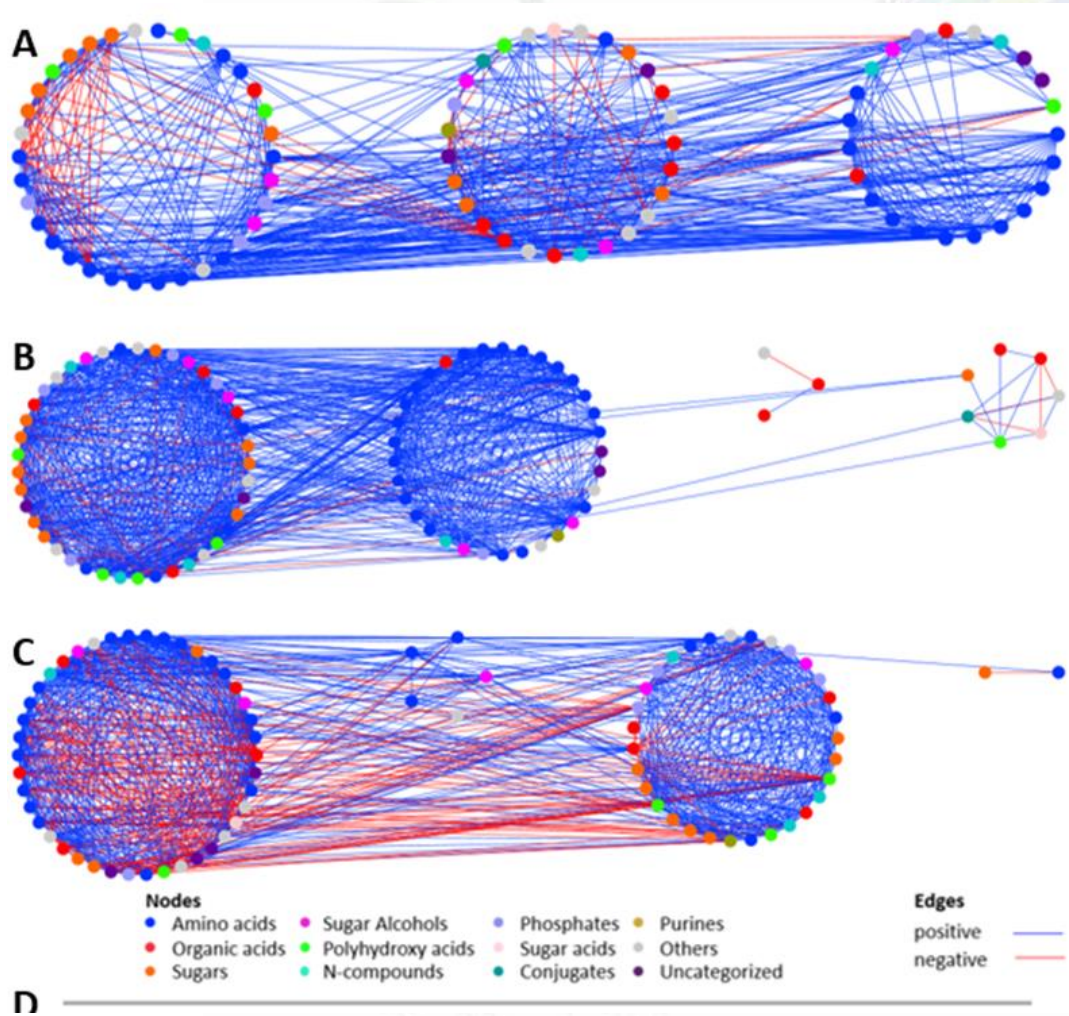 A
B
C
Nodes
Amino acids
Sugar Alcohols
Phosphates
Purines
Organic acids
Polyhydroxy acids
Sugar acids
Others
Sugars
N-compounds
Conjugates
Uncategorized
Edges
positive
negative
D